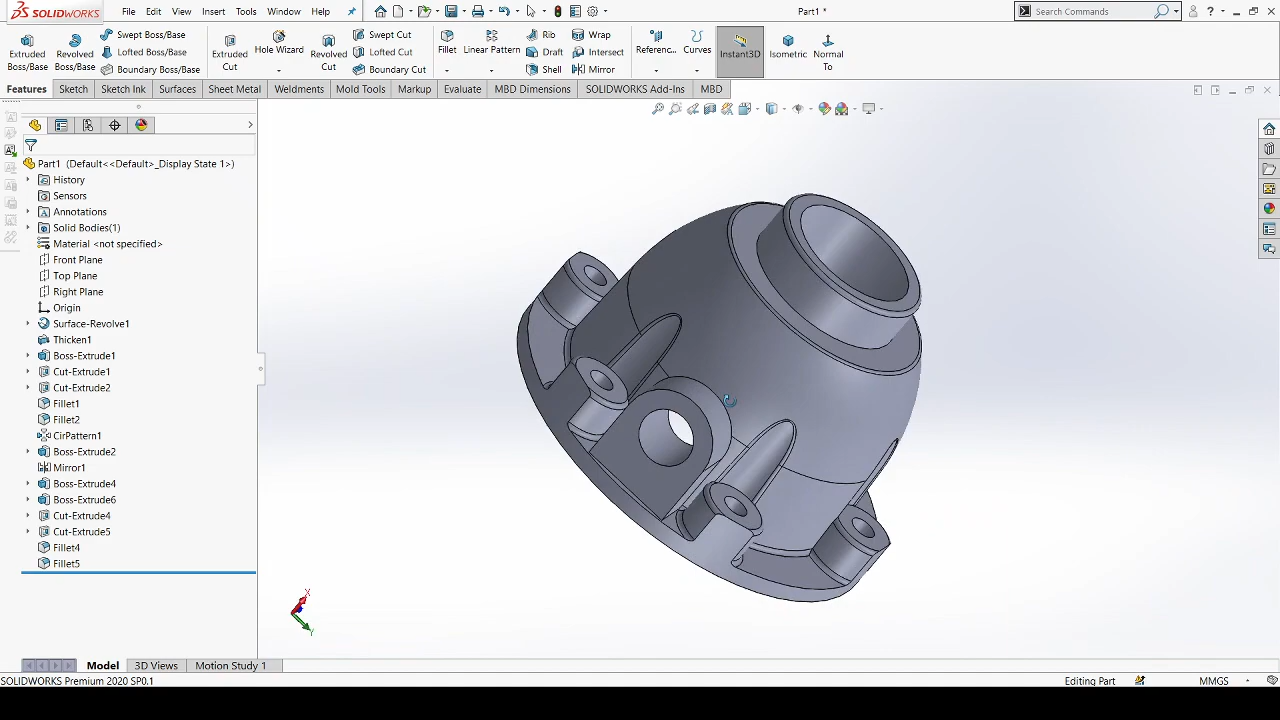 SOLIDWORKS File Edit View Insert Tools Window Help Part1 * Search Commands
Extruded Boss/Base
Revolved Boss/Base
Swept Boss/Base
Lofted Boss/Base
Boundary Boss/Base
Extruded Cut
Hole Wizard
Revolved Cut
Swept Cut
Lofted Cut
Boundary Cut
Fillet
Linear Pattern
Rib
Draft
Shell
Wrap
Intersect
Mirror
Referenc...
Curves
Instant3D
Isometric
Normal To
Features Sketch Sketch Ink Surfaces Sheet Metal Weldments Mold Tools Markup Evaluate MBD Dimensions SOLIDWORKS Add-Ins MBD
Part1 (Default<<Default>_Display State 1>)
History
Sensors
Annotations
Solid Bodies(1)
Material <not specified>
Front Plane
Top Plane
Right Plane
Origin
Surface-Revolve1
Thicken1
Boss-Extrude1
Cut-Extrude1
Cut-Extrude2
Fillet1
Fillet2
CirPattern1
Boss-Extrude2
Mirror1
Boss-Extrude4
Boss-Extrude6
Cut-Extrude4
Cut-Extrude5
Fillet4
Fillet5
X
Y
Model 3D Views Motion Study 1
SOLIDWORKS Premium 2020 SP0.1 Editing Part MMGS